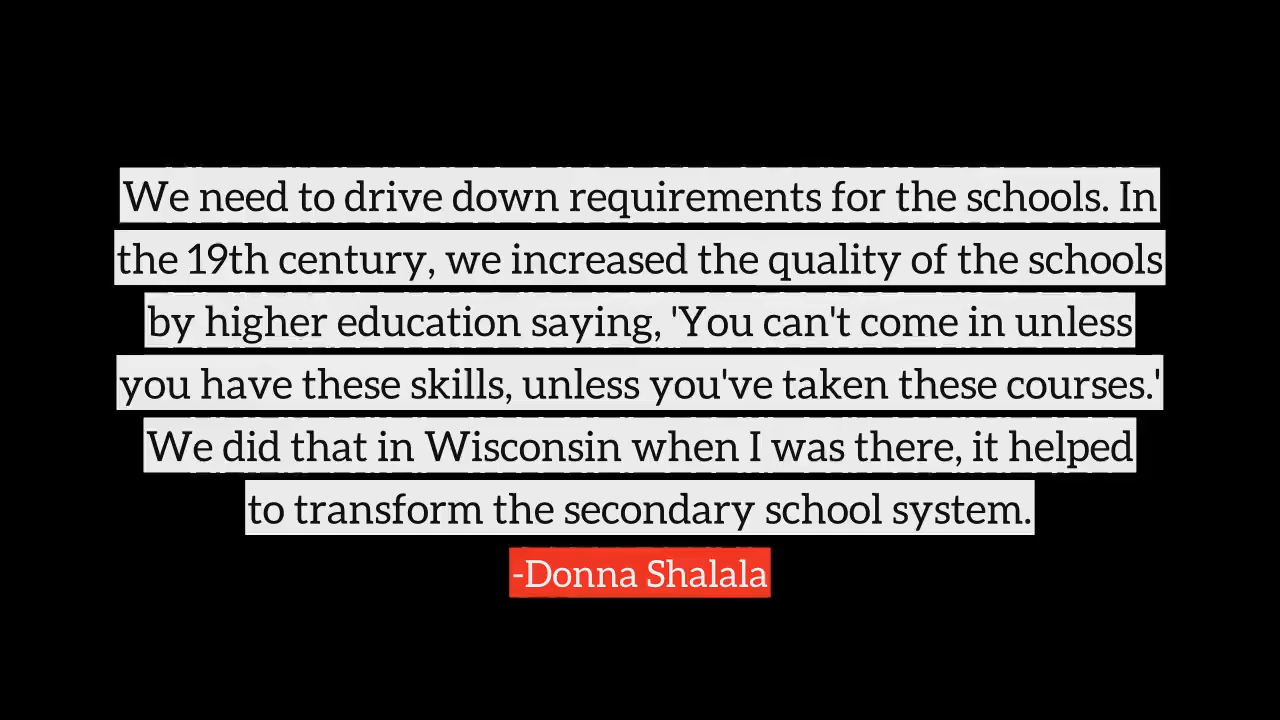 We need to drive down requirements for the schools. In
the 19th century, we increased the quality of the schools
by higher education saying, 'You can't come in unless
you have these skills, unless you've taken these courses.'
We did that in Wisconsin when I was there, it helped
to transform the secondary school system.
-Donna Shalala